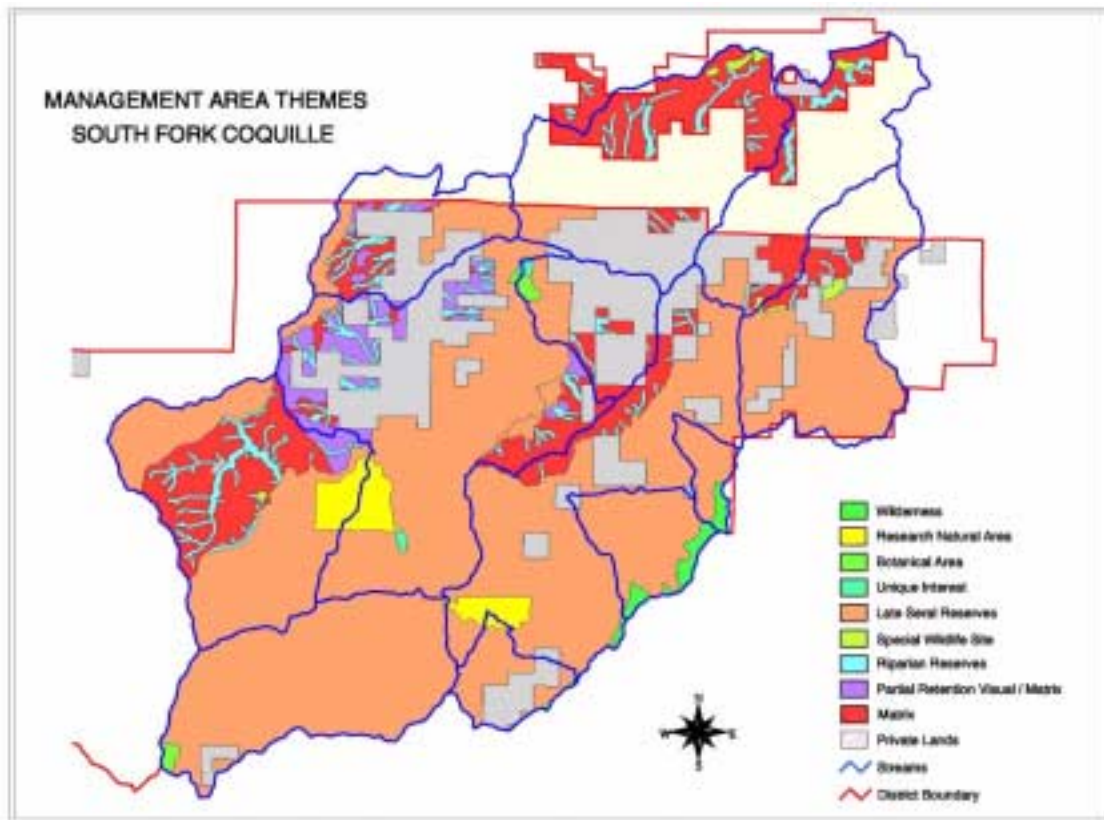 MANAGEMENT AREA THEMES
SOUTH FORK COQUILLE
Wilderness
Research Natural Area
Botanical Area
Unique Interest
Late Seral Reserves
Special Wildlife Site
Riparian Reserves
Partial Retention Visual / Matrix
Matrix
Private Lands
Streams
District Boundary
N
W E
S